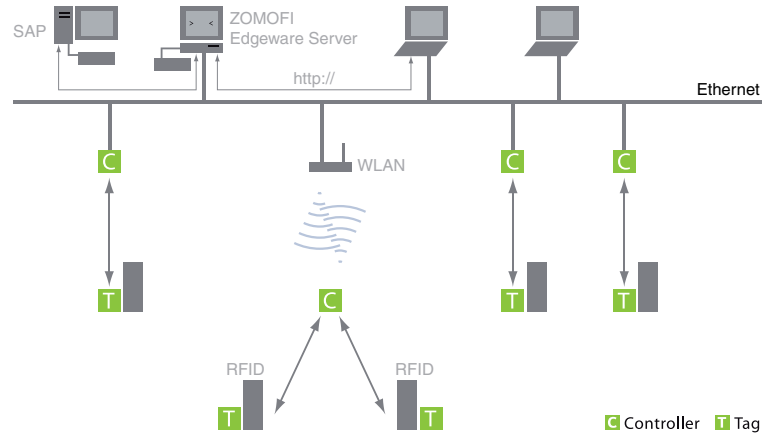 SAP
ZOMOFI
Edgeware Server
> <
http://
Ethernet
C
WLAN
C
C
T
C
T
T
RFID
RFID
T
T
C Controller T Tag